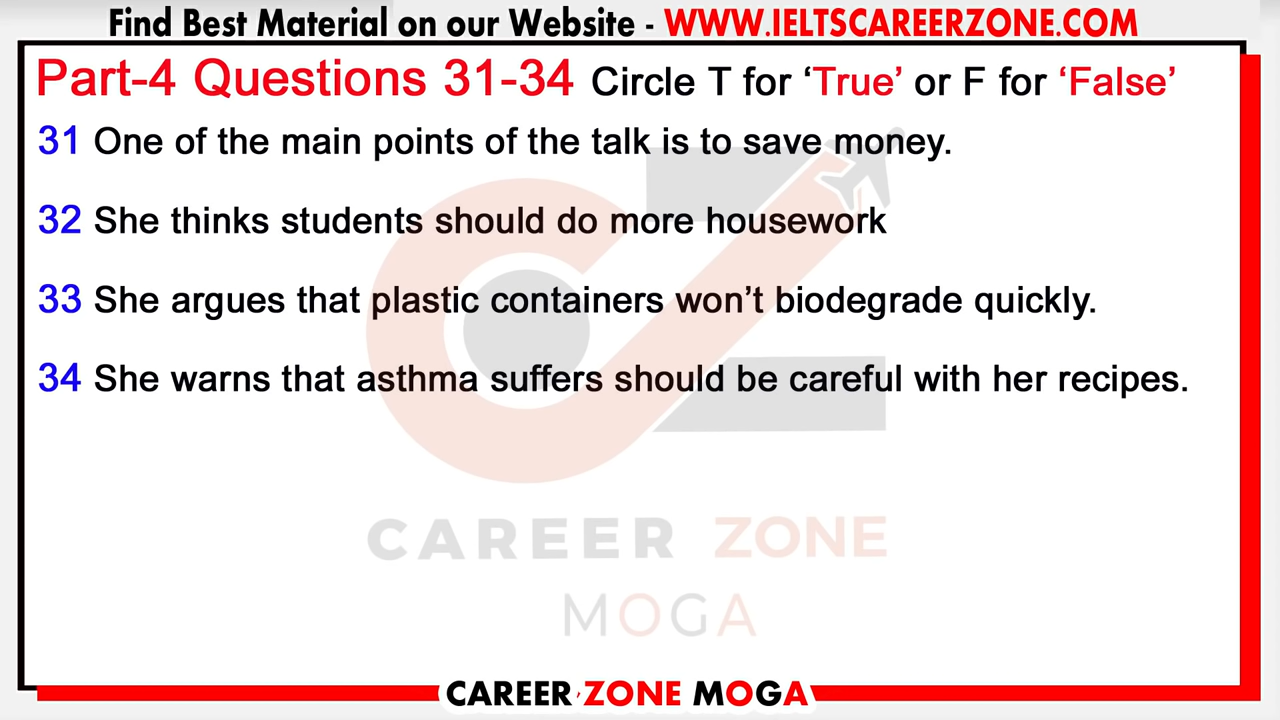 Find Best Material on our Website - WWW.IELTSCAREERZONE.COM
Part-4 Questions 31-34 Circle T for ‘True’ or F for ‘False’
31 One of the main points of the talk is to save money.
32 She thinks students should do more housework
33 She argues that plastic containers won’t biodegrade quickly.
34 She warns that asthma suffers should be careful with her recipes.
CAREER ZONE
MOGA
CAREER ZONE MOGA